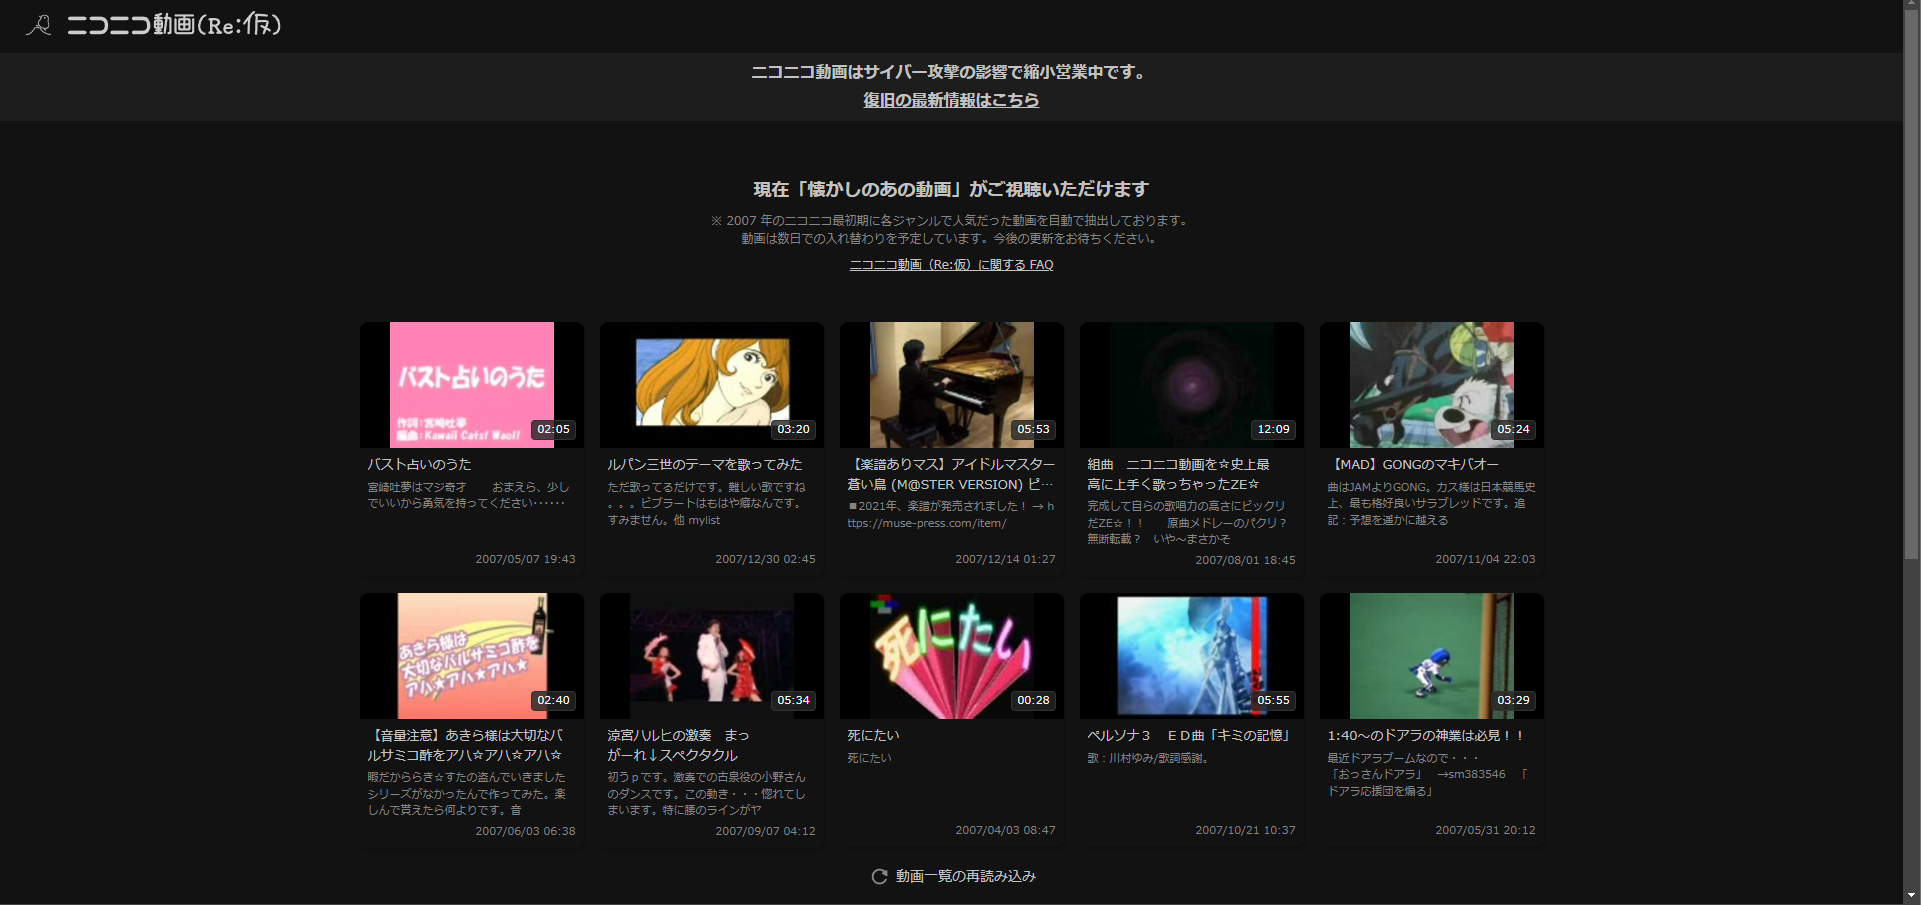 ニコニコ動画(Re:仮)
ニコニコ動画はサイバー攻撃の影響で縮小営業中です。
復旧の最新情報はこちら
現在「懐かしのあの動画」がご視聴いただけます
※ 2007 年のニコニコ最初期に各ジャンルで人気だった動画を自動で抽出しております。
動画は数日での入れ替わりを予定しています。今後の更新をお待ちください。
ニコニコ動画（Re:仮）に関する FAQ
バスト占いのうた
作詞:宮崎吐夢
編曲:Kawaii Cats! Wao!!
02:05
バスト占いのうた
宮崎吐夢はマジ奇才　　おまえら、少し
でいいから勇気を持ってください‥‥‥
2007/05/07 19:43
03:20
ルパン三世のテーマを歌ってみた
ただ歌ってるだけです。難しい歌ですね
。。。ビブラートはもはや癖なんです。
すみません。他 mylist
2007/12/30 02:45
05:53
【楽譜ありマス】アイドルマスター
蒼い鳥 (M@STER VERSION) ピ…
■2021年、楽譜が発売されました！ → h
ttps://muse-press.com/item/
2007/12/14 01:27
12:09
組曲　ニコニコ動画を☆史上最
高に上手く歌っちゃったZE☆
完成して自らの歌唱力の高さにビックリ
だZE☆！！　　原曲メドレーのパクリ？
無断転載？　いや～まさかそ
2007/08/01 18:45
05:24
【MAD】GONGのマキバオー
曲はJAMよりGONG。カス様は日本競馬史
上、最も格好良いサラブレッドです。追
記：予想を遥かに越える
2007/11/04 22:03
あきら様は
大切なバルサミコ酢を
アハ★アハ★アハ★
02:40
【音量注意】あきら様は大切なバ
ルサミコ酢をアハ☆アハ☆アハ☆
暇だかららき☆すたの盗んでいきました
シリーズがなかったんで作ってみた。楽
しんで貰えたら何よりです。音
2007/06/03 06:38
05:34
涼宮ハルヒの激奏　まっ
がーれ↓スペクタクル
初うｐです。激奏での古泉役の小野さん
のダンスです。この動き・・・惚れてし
まいます。特に腰のラインがヤ
2007/09/07 04:12
死にたい
00:28
死にたい
死にたい
2007/04/03 08:47
05:55
ペルソナ３　ＥＤ曲「キミの記憶」
歌：川村ゆみ/歌詞感謝。
2007/10/21 10:37
03:29
1:40～のドアラの神業は必見！！
最近ドアラブームなので・・・
「おっさんドアラ」　→sm383546　「
ドアラ応援団を煽る」
2007/05/31 20:12
動画一覧の再読み込み